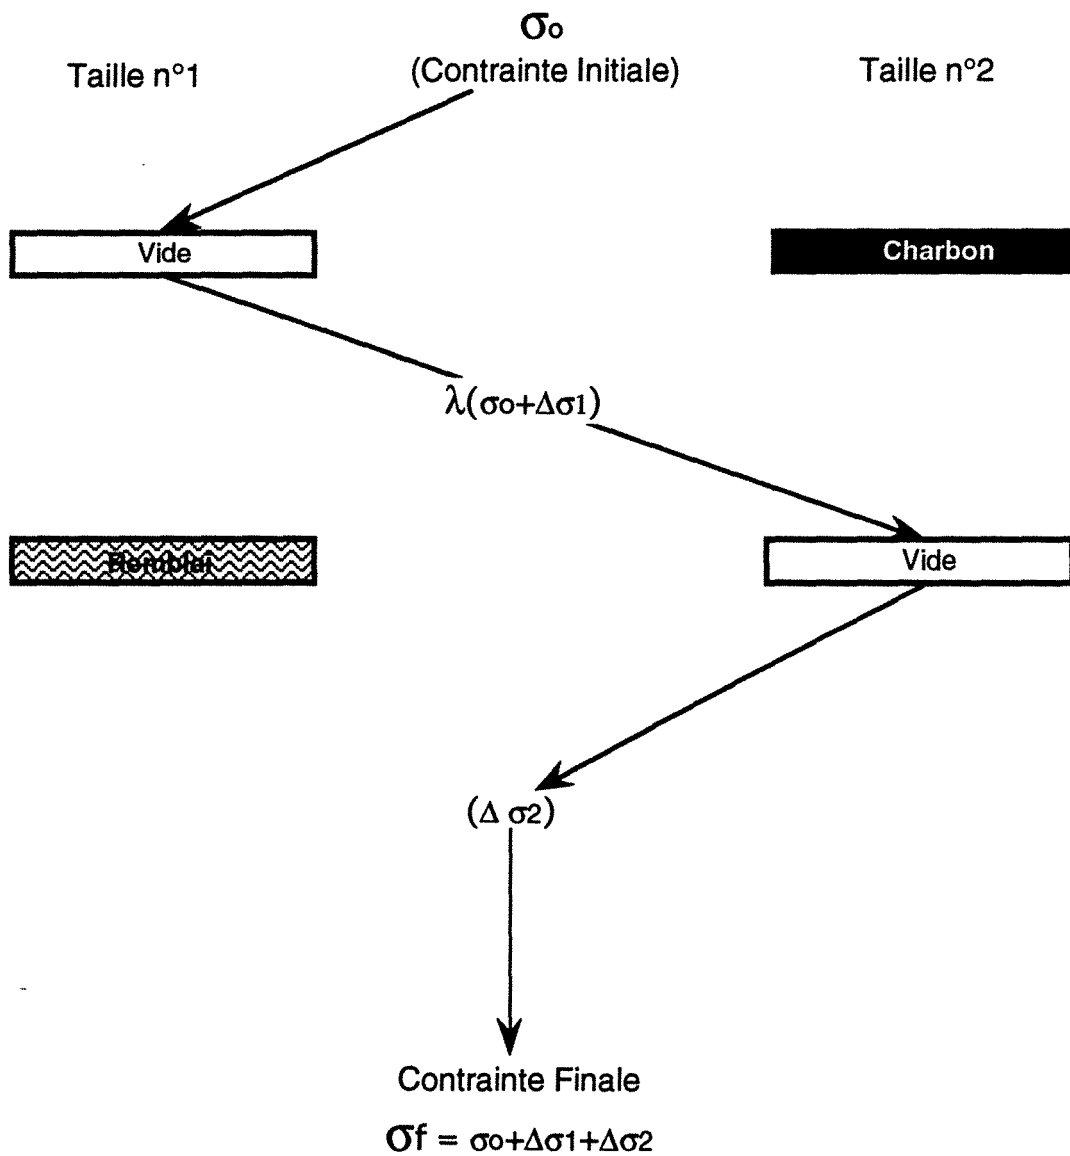 σo
Taille n°1
(Contrainte Initiale)
Taille n°2
Vide
Charbon
λ(σo+Δσ1)
Remblai
Vide
(Δ σ2)
Contrainte Finale
σf = σo+Δσ1+Δσ2